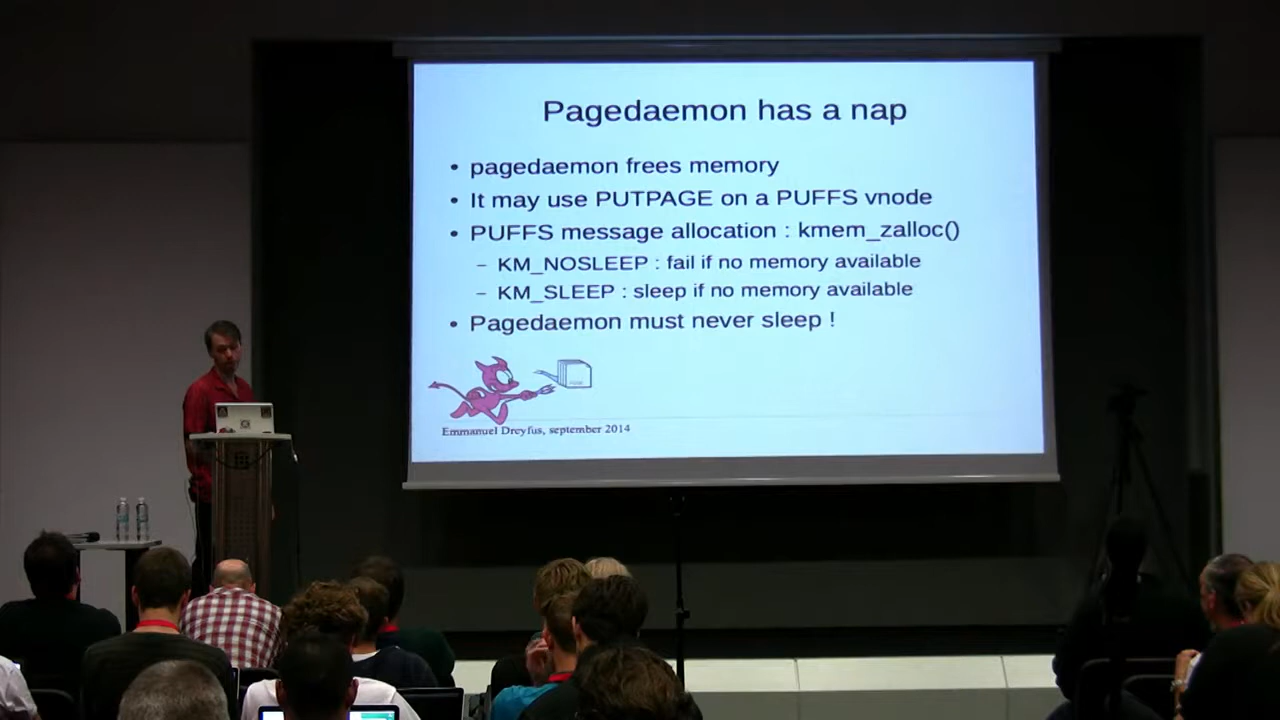 Pagedaemon has a nap
• pagedaemon frees memory
• It may use PUTPAGE on a PUFFS vnode
• PUFFS message allocation : kmem_zalloc()
– KM_NOSLEEP : fail if no memory available
– KM_SLEEP : sleep if no memory available
• Pagedaemon must never sleep !
Emmanuel Dreyfus, september 2014